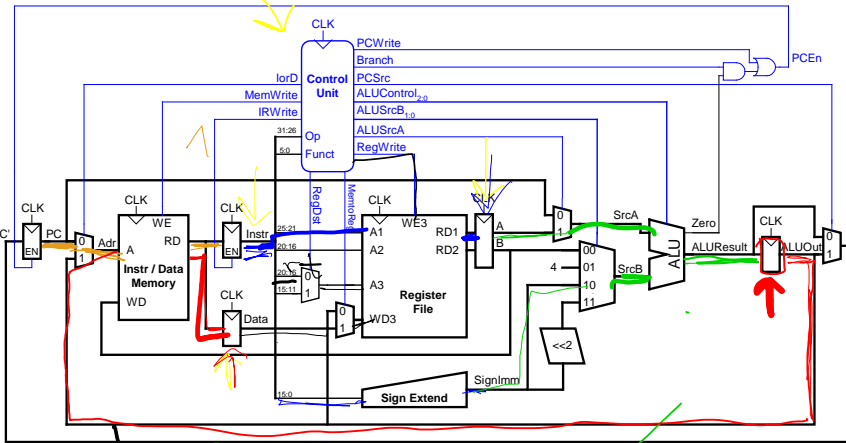 CLK
PCWrite
Branch
PCEn
IorD
Control
Unit
PCSrc
MemWrite
ALUControl2:0
IRWrite
ALUSrcB1:0
31:26
Op
ALUSrcA
5:0
Funct
RegWrite
RegDst
MemtoReg
CLK
CLK
CLK
CLK
CLK
CLK
C'
PC
EN
0
1
Adr
WE
A
RD
Instr / Data
Memory
WD
EN
Instr
25:21
20:16
20:16
15:11
0
1
A1
A2
A3
WD3
WE3
RD1
RD2
Register
File
A
B
0
1
SrcA
4
00
01
10
11
SrcB
ALU
Zero
ALUResult
ALUOut
0
1
CLK
Data
0
1
<<2
SignImm
15:0
Sign Extend